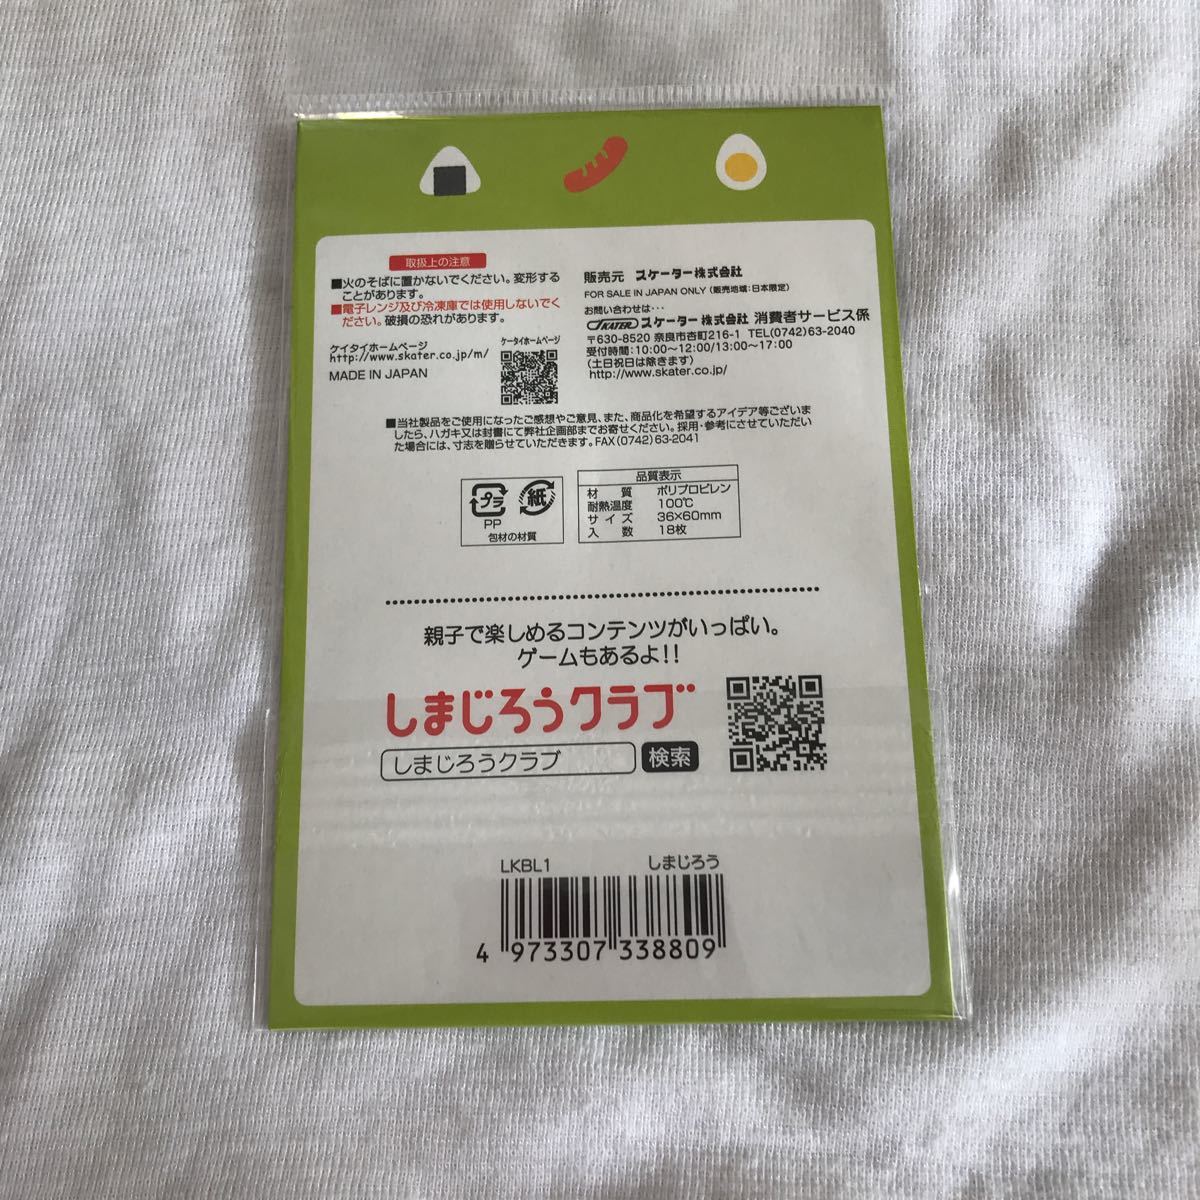 取扱上の注意
■火のそばに置かないでください。変形する
ことがあります。
■電子レンジ及び冷凍庫では使用しないでく
ださい。破損の恐れがあります。
ケイタイホームページ
http://www.skater.co.jp/m/
MADE IN JAPAN
ケータイホームページ
販売元 スケーター株式会社
FOR SALE IN JAPAN ONLY (販売地域:日本限定)
お問い合わせは・・・
SKATER スケーター株式会社 消費者サービス係
〒630-8520 奈良市杏町216-1 TEL(0742)63-2040
受付時間:10:00～12:00/13:00～17:00
(土日祝日は除きます)
http://www.skater.co.jp/
■当社製品をご使用になったご感想やご意見、また、商品化を希望するアイデア等ございま
したら、ハガキ又は封書にて弊社企画部までお寄せください。採用・参考にさせていただい
た場合には、寸志を贈らせていただきます。FAX(0742)63-2041
プラ 紙
PP
包材の材質
品質表示
材質 ポリプロピレン
耐熱温度 100℃
サイズ 36×60mm
入数 18枚
親子で楽しめるコンテンツがいっぱい。
ゲームもあるよ!!
しまじろうクラブ
しまじろうクラブ 検索
LKBL1 しまじろう
4 973307 338809